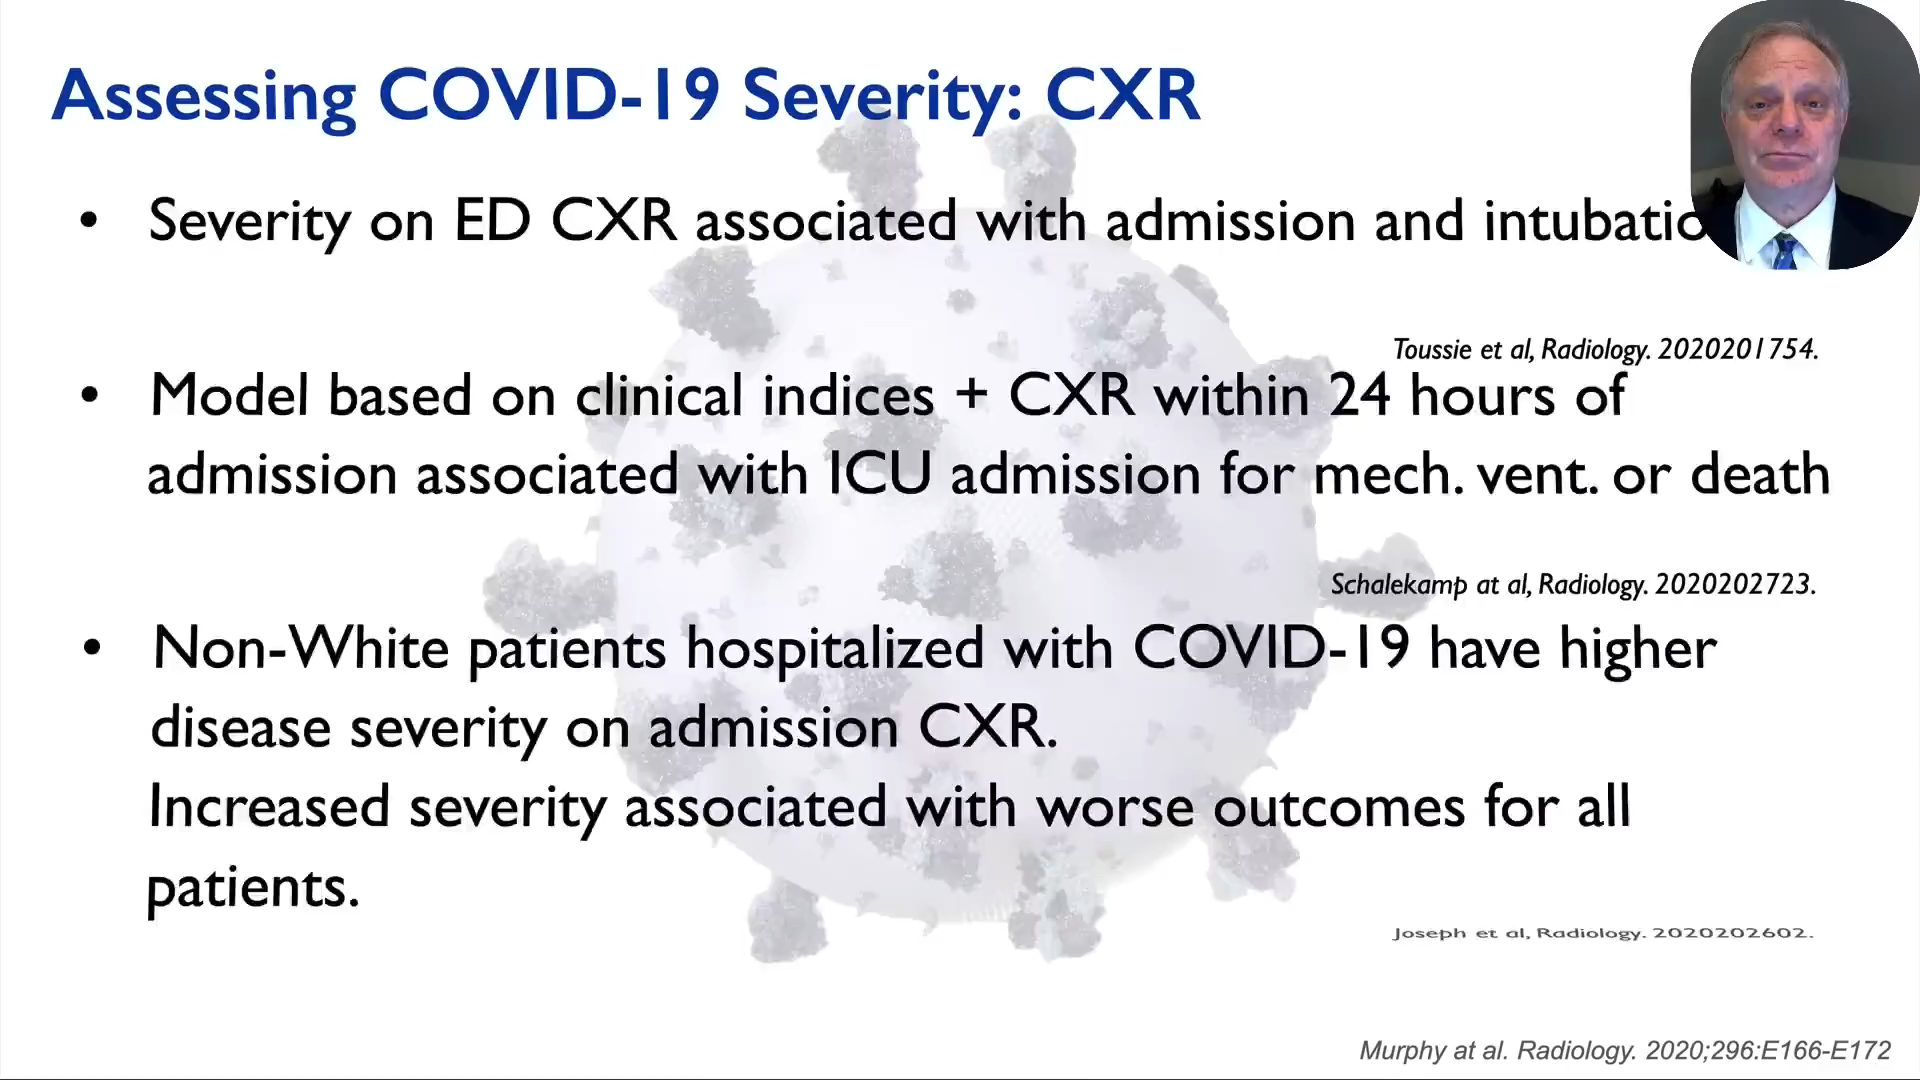 Assessing COVID-19 Severity: CXR
• Severity on ED CXR associated with admission and intubatio
Toussie et al, Radiology. 2020201754.
• Model based on clinical indices + CXR within 24 hours of
admission associated with ICU admission for mech. vent. or death
Schalekamp at al, Radiology. 2020202723.
• Non-White patients hospitalized with COVID-19 have higher
disease severity on admission CXR.
Increased severity associated with worse outcomes for all
patients.
Joseph et al, Radiology. 2020202602.
Murphy at al. Radiology. 2020;296:E166-E172